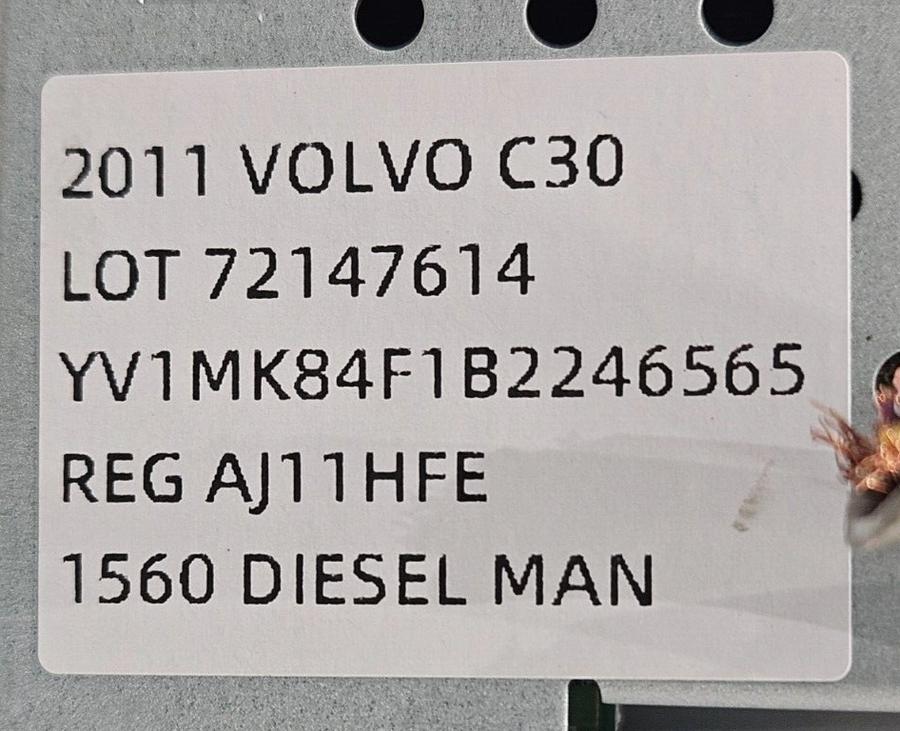 2011 VOLVO C30
LOT 72147614
YV1MK84F1B2246565
REG AJ11HFE
1560 DIESEL MAN